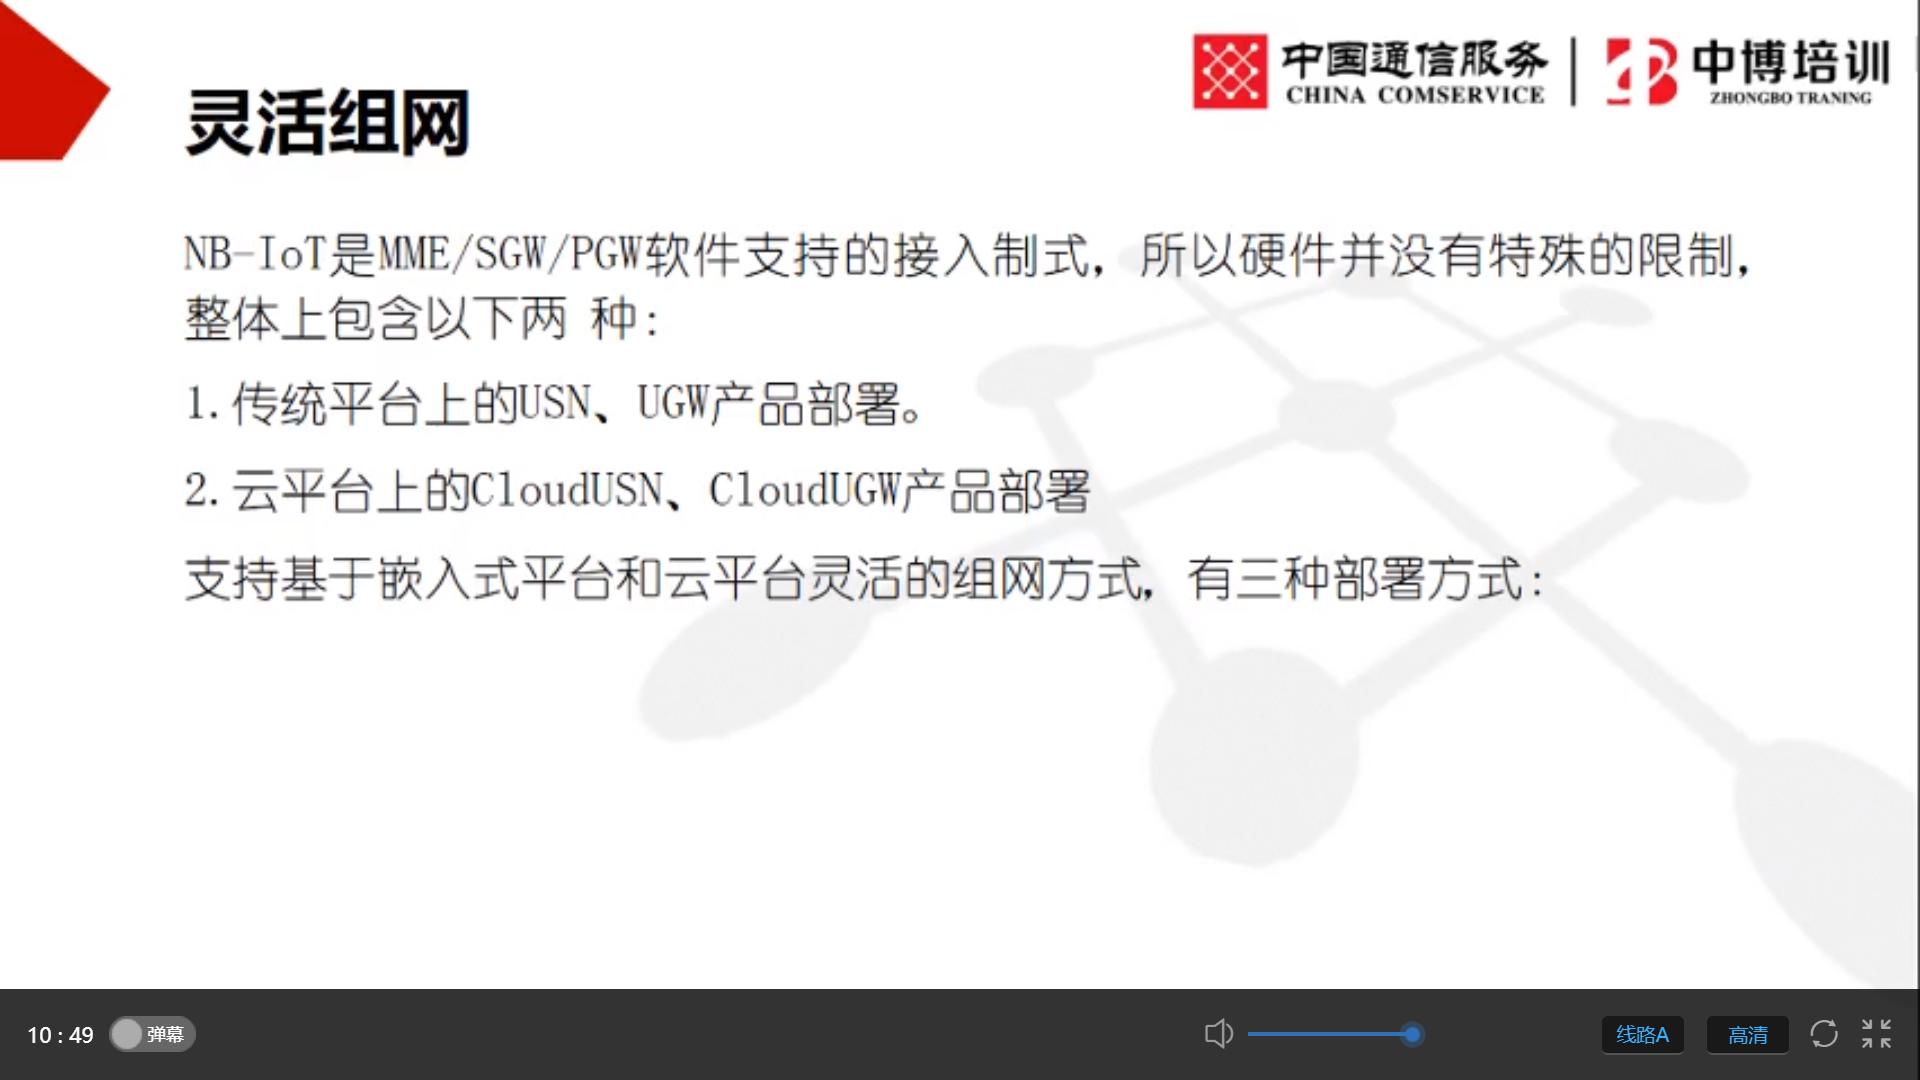 中国通信服务
CHINA COMSERVICE
中博培训
ZHONGBO TRANING
灵活组网
NB-IoT是MME/SGW/PGW软件支持的接入制式，所以硬件并没有特殊的限制，
整体上包含以下两 种：
1.传统平台上的USN、UGW产品部署。
2.云平台上的CloudUSN、CloudUGW产品部署
支持基于嵌入式平台和云平台灵活的组网方式，有三种部署方式：
10 : 49
弹幕
线路A
高清